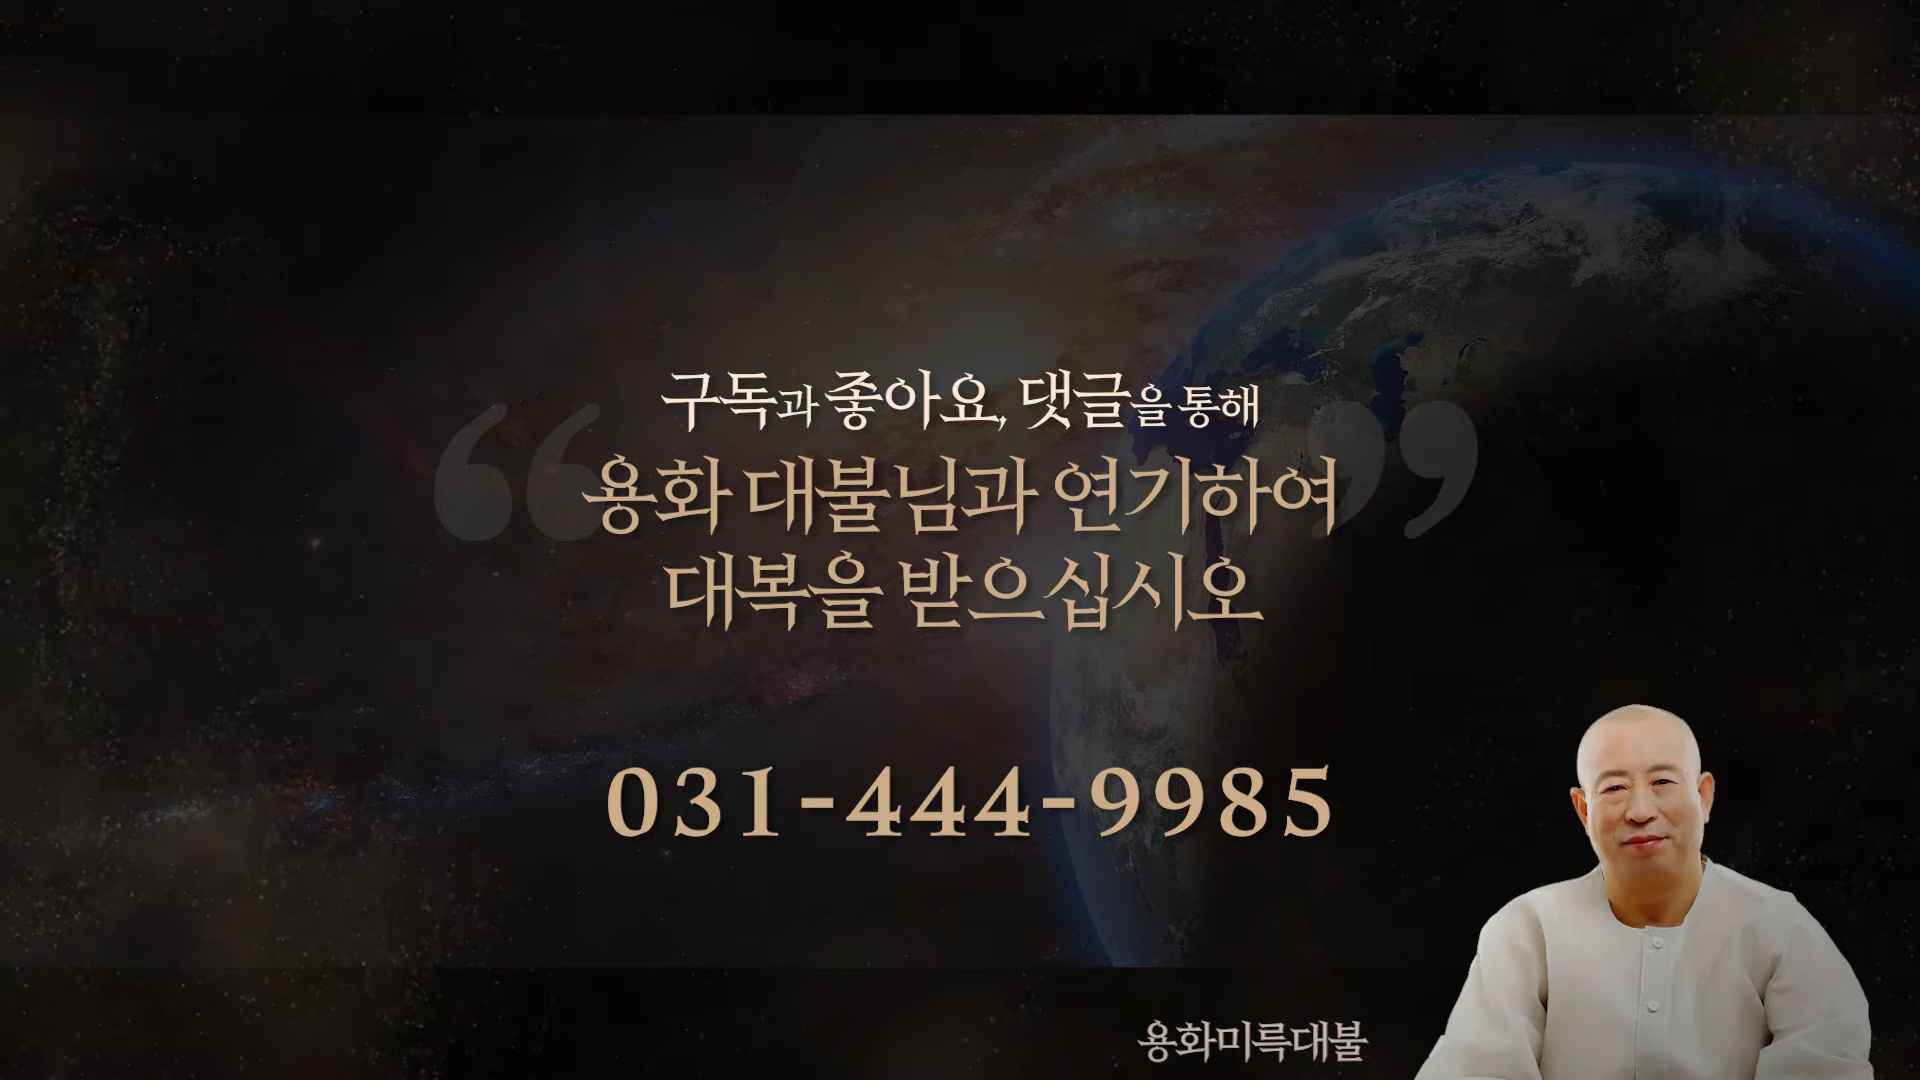 구독과 좋아요, 댓글을 통해
용화 대불님과 연기하여
대복을 받으십시오
031-444-9985
용화미륵대불